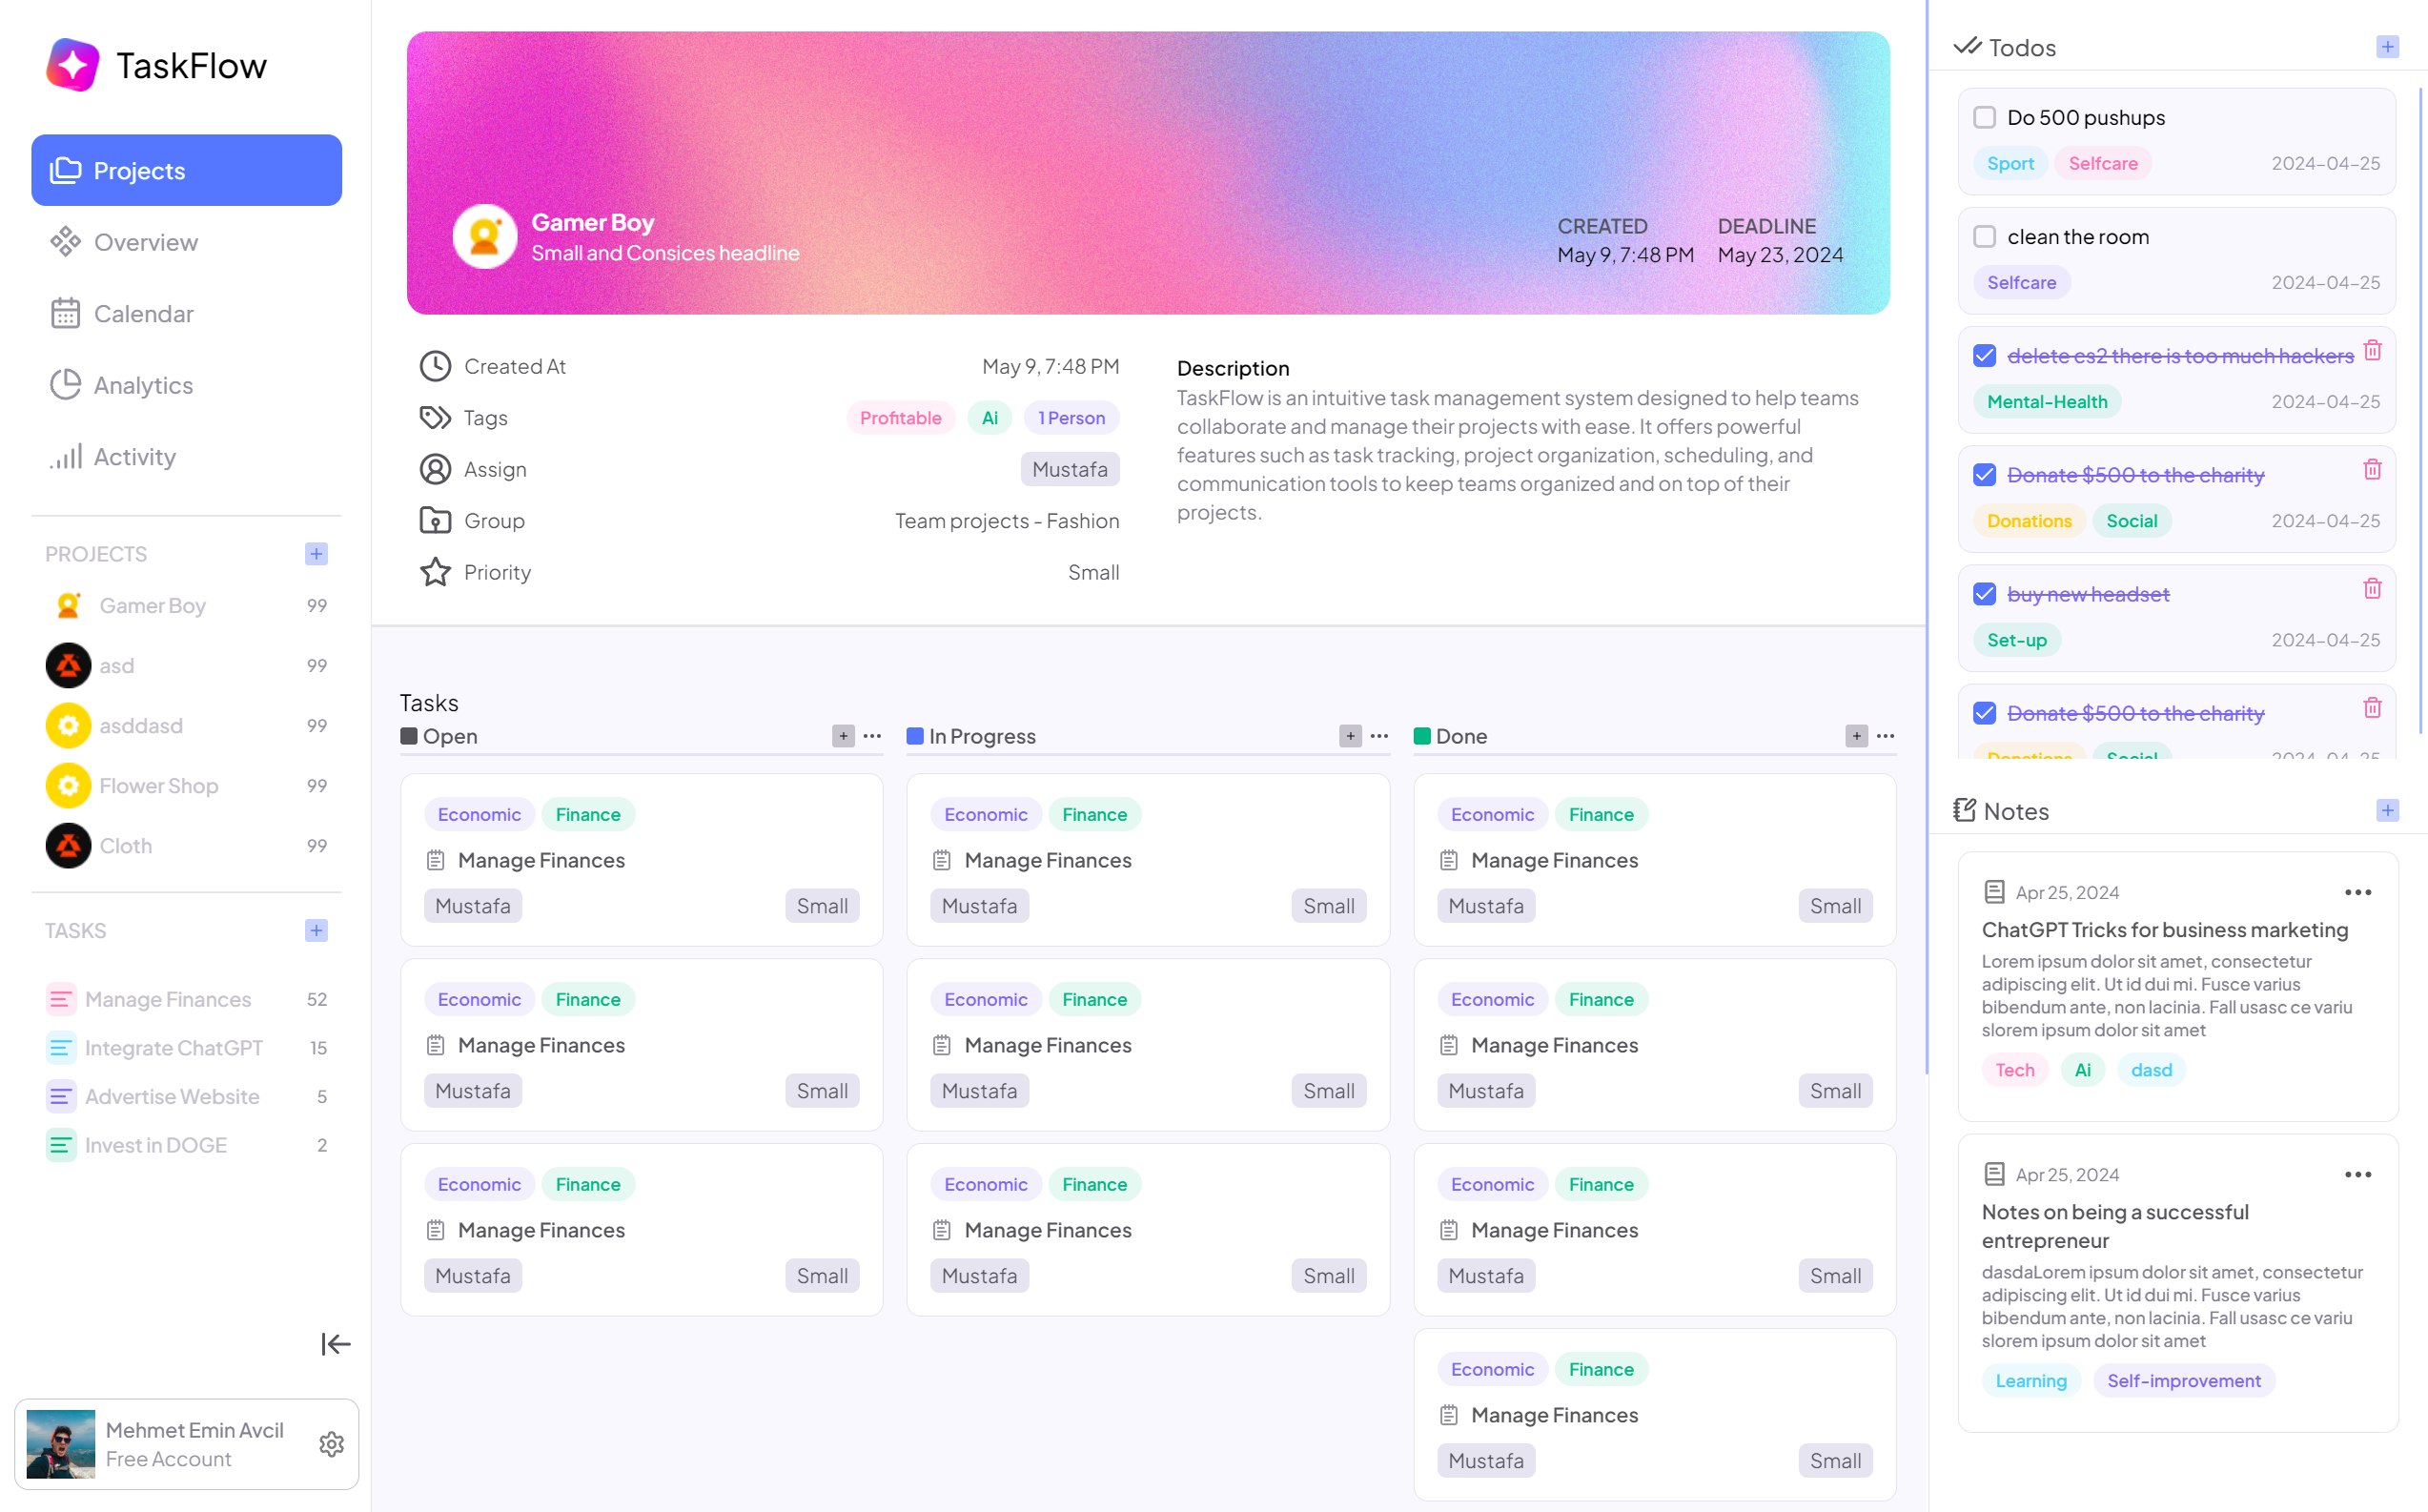 TaskFlow
Projects
Overview
Calendar
Analytics
Activity
PROJECTS
Gamer Boy 99
asd 99
asddasd 99
Flower Shop 99
Cloth 99
TASKS
Manage Finances 52
Integrate ChatGPT 15
Advertise Website 5
Invest in DOGE 2
Mehmet Emin Avcil
Free Account
Gamer Boy
Small and Consices headline
CREATED DEADLINE
May 9, 7:48 PM May 23, 2024
Created At May 9, 7:48 PM
Tags Profitable Ai 1 Person
Assign Mustafa
Group Team projects - Fashion
Priority Small
Description
TaskFlow is an intuitive task management system designed to help teams
collaborate and manage their projects with ease. It offers powerful
features such as task tracking, project organization, scheduling, and
communication tools to keep teams organized and on top of their
projects.
Tasks
Open
Economic Finance
Manage Finances
Mustafa Small
Economic Finance
Manage Finances
Mustafa Small
Economic Finance
Manage Finances
Mustafa Small
In Progress
Economic Finance
Manage Finances
Mustafa Small
Economic Finance
Manage Finances
Mustafa Small
Economic Finance
Manage Finances
Mustafa Small
Done
Economic Finance
Manage Finances
Mustafa Small
Economic Finance
Manage Finances
Mustafa Small
Economic Finance
Manage Finances
Mustafa Small
Economic Finance
Manage Finances
Mustafa Small
Todos
Do 500 pushups
Sport Selfcare 2024-04-25
clean the room
Selfcare 2024-04-25
delete cs2 there is too much hackers
Mental-Health 2024-04-25
Donate $500 to the charity
Donations Social 2024-04-25
buy new headset
Set-up 2024-04-25
Donate $500 to the charity
Donations Social 2024-04-25
Notes
Apr 25, 2024
ChatGPT Tricks for business marketing
Lorem ipsum dolor sit amet, consectetur
adipiscing elit. Ut id dui mi. Fusce varius
bibendum ante, non lacinia. Fall usasc ce variu
slorem ipsum dolor sit amet
Tech Ai dasd
Apr 25, 2024
Notes on being a successful
entrepreneur
dasdaLorem ipsum dolor sit amet, consectetur
adipiscing elit. Ut id dui mi. Fusce varius
bibendum ante, non lacinia. Fall usasc ce variu
slorem ipsum dolor sit amet
Learning Self-improvement